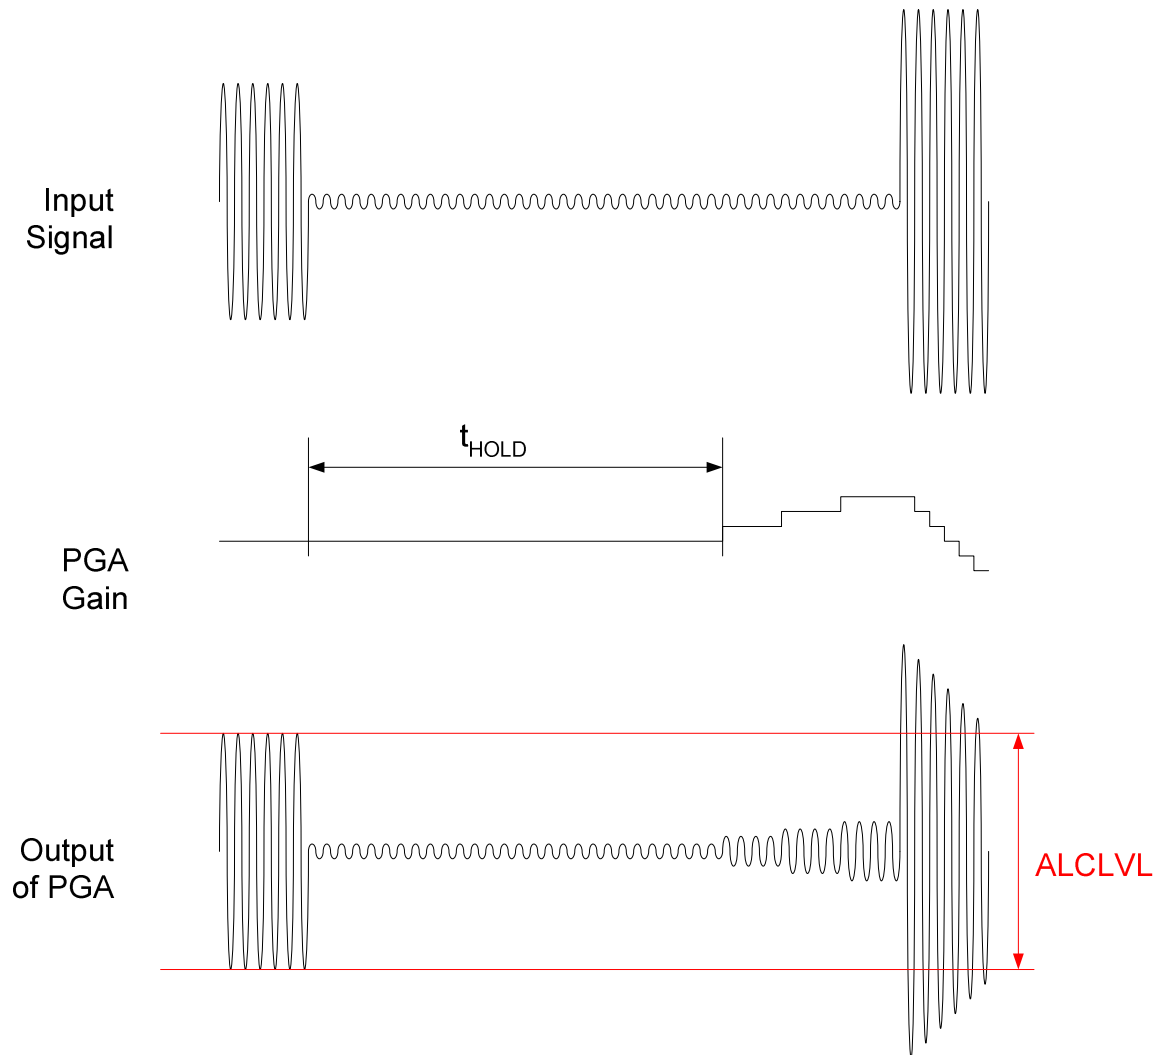 Input
Signal
tHOLD
PGA
Gain
Output
of PGA
ALCLVL